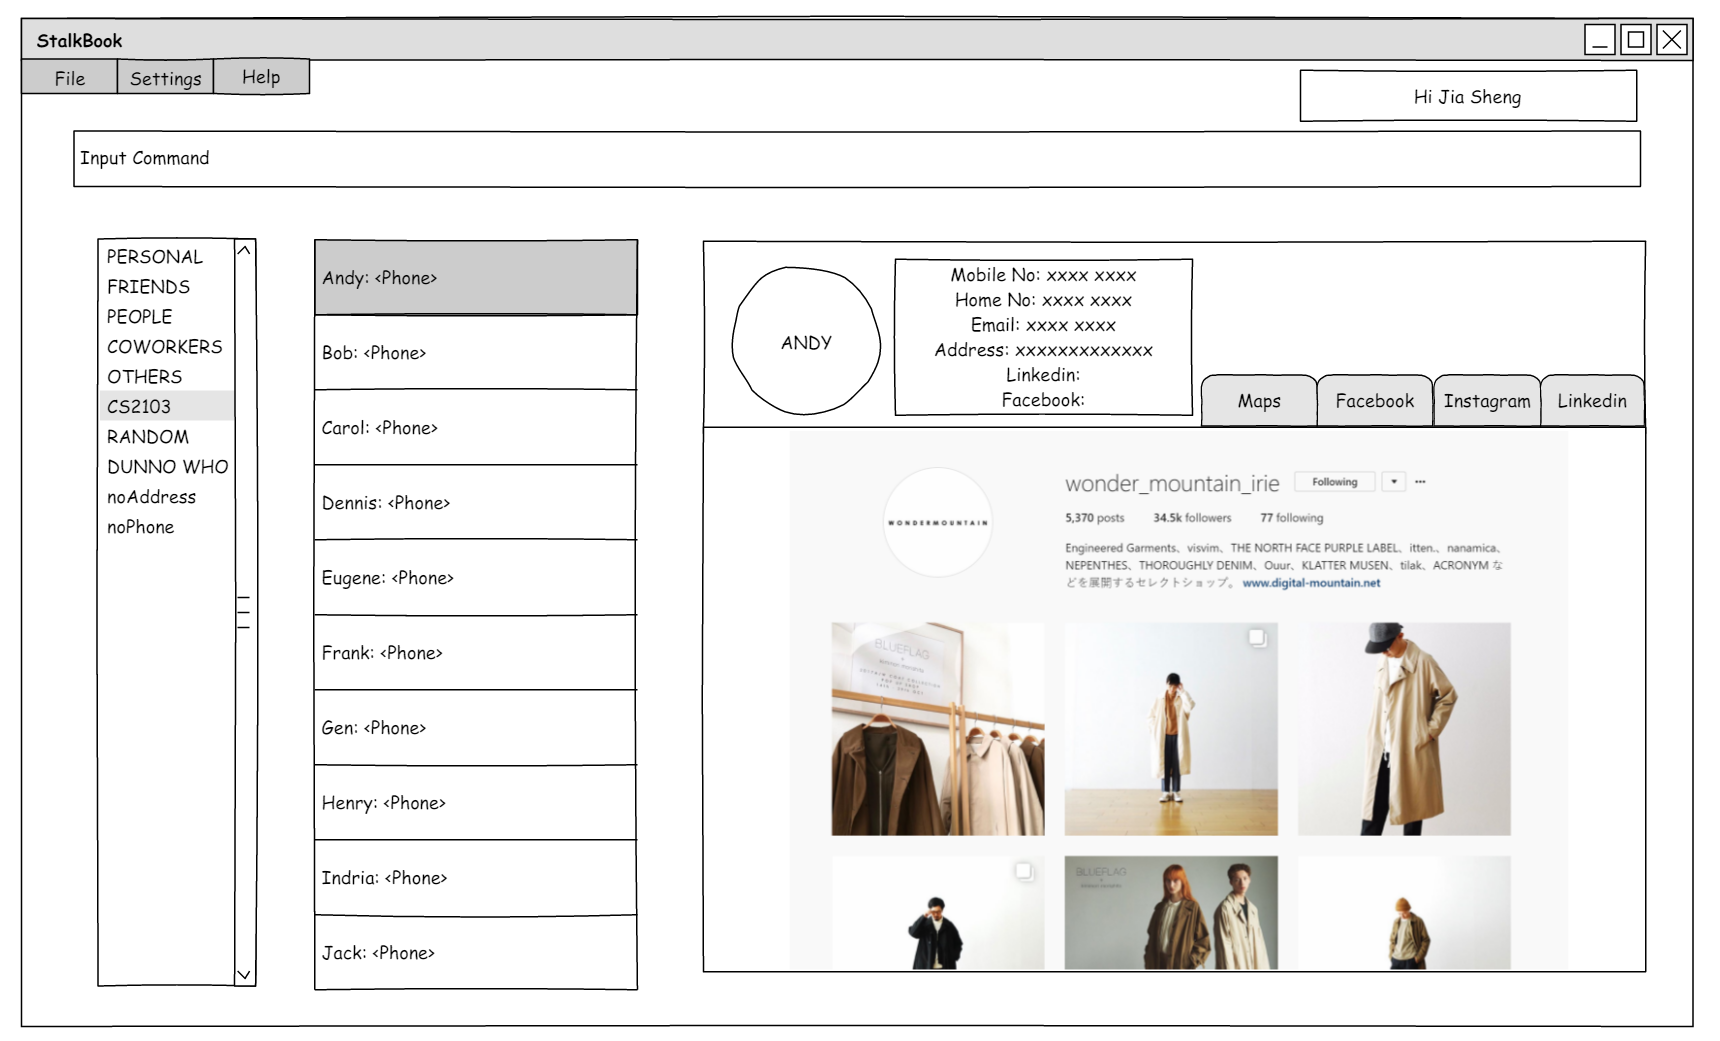 StalkBook
File
Settings
Help
Hi Jia Sheng
Input Command
PERSONAL
FRIENDS
PEOPLE
COWORKERS
OTHERS
CS2103
RANDOM
DUNNO WHO
noAddress
noPhone
Andy: <Phone>
Bob: <Phone>
Carol: <Phone>
Dennis: <Phone>
Eugene: <Phone>
Frank: <Phone>
Gen: <Phone>
Henry: <Phone>
Indria: <Phone>
Jack: <Phone>
ANDY
Mobile No: xxxx xxxx
Home No: xxxx xxxx
Email: xxxx xxxx
Address: xxxxxxxxxxxxx
Linkedin:
Facebook:
Maps
Facebook
Instagram
Linkedin
WONDERMOUNTAIN
wonder_mountain_irie
Following
5,370 posts 34.5k followers 77 following
Engineered Garments、visvim、THE NORTH FACE PURPLE LABEL、itten.、nanamica、
NEPENTHES、THOROUGHLY DENIM、Ouur、KLATTER MUSEN、tilak、ACRONYM な
どを展開するセレクトショップ。 www.digital-mountain.net
BLUEFLAG
BLUEFLAG